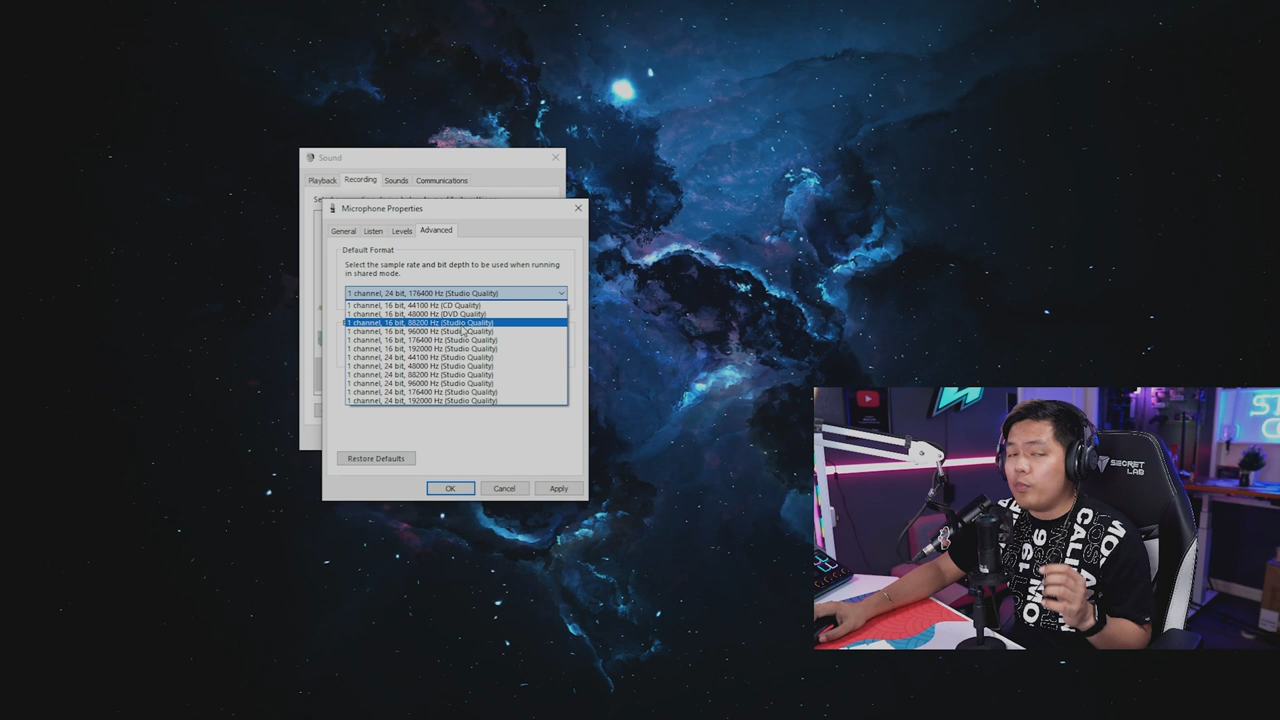 Sound
Playback Recording Sounds Communications
Microphone Properties
General Listen Levels Advanced
Default Format
Select the sample rate and bit depth to be used when running
in shared mode.
1 channel, 24 bit, 176400 Hz (Studio Quality)
1 channel, 16 bit, 44100 Hz (CD Quality)
1 channel, 16 bit, 48000 Hz (DVD Quality)
1 channel, 16 bit, 88200 Hz (Studio Quality)
1 channel, 16 bit, 96000 Hz (Studio Quality)
1 channel, 16 bit, 176400 Hz (Studio Quality)
1 channel, 16 bit, 192000 Hz (Studio Quality)
1 channel, 24 bit, 44100 Hz (Studio Quality)
1 channel, 24 bit, 48000 Hz (Studio Quality)
1 channel, 24 bit, 88200 Hz (Studio Quality)
1 channel, 24 bit, 96000 Hz (Studio Quality)
1 channel, 24 bit, 176400 Hz (Studio Quality)
1 channel, 24 bit, 192000 Hz (Studio Quality)
Restore Defaults
OK Cancel Apply
SECRET
LAB